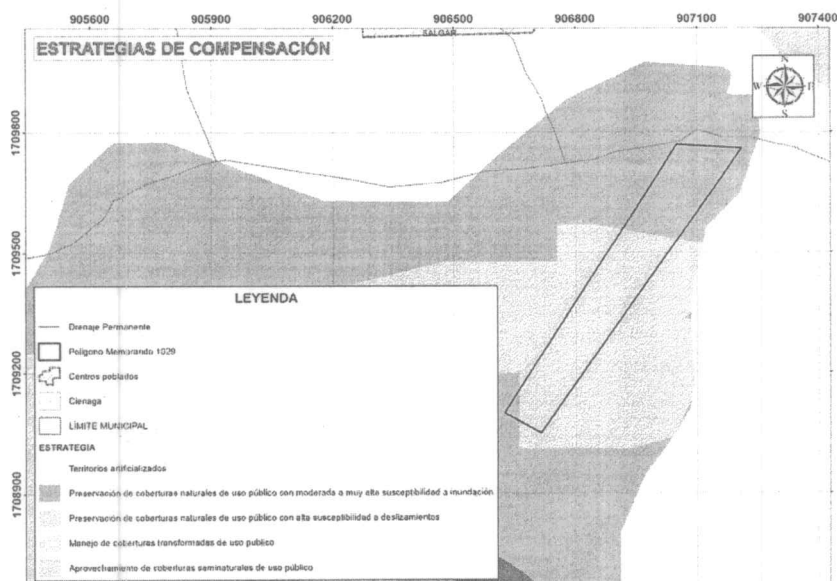 905600 905900 906200 906500 906800 907100 907400
SALGAR
ESTRATEGIAS DE COMPENSACIÓN
N
W E
S
1709800
1709500
1709200
1708900
LEYENDA
Drenaje Permanente
Poligono Memorando 1029
Centros poblados
Cienaga
LÍMITE MUNICIPAL
ESTRATEGIA
Territorios artificializados
Preservación de coberturas naturales de uso público con moderada a muy alta susceptibilidad a inundación
Preservación de coberturas naturales de uso público con alta susceptibilidad a deslizamientos
Manejo de coberturas transformadas de uso publico
Aprovechamiento de coberturas seminaturales de uso público